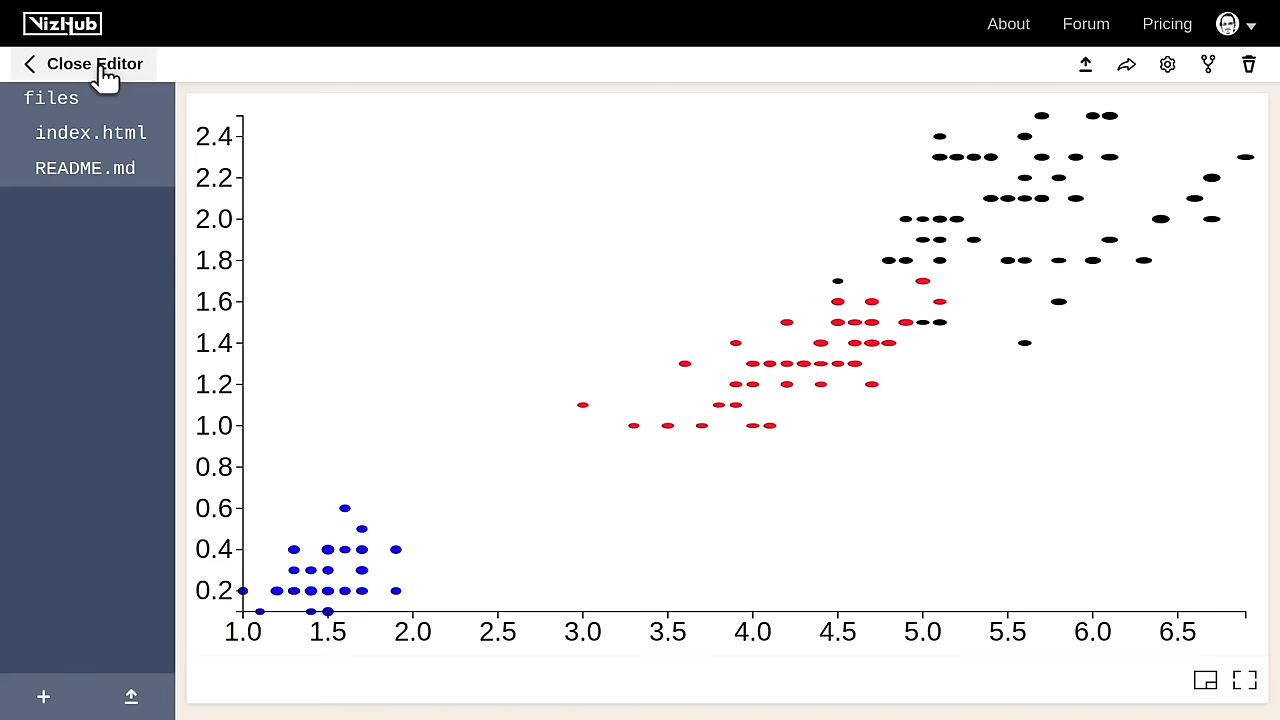 VizHub
About Forum Pricing
Close Editor
files
index.html
README.md
2.4
2.2
2.0
1.8
1.6
1.4
1.2
1.0
0.8
0.6
0.4
0.2
1.0 1.5 2.0 2.5 3.0 3.5 4.0 4.5 5.0 5.5 6.0 6.5